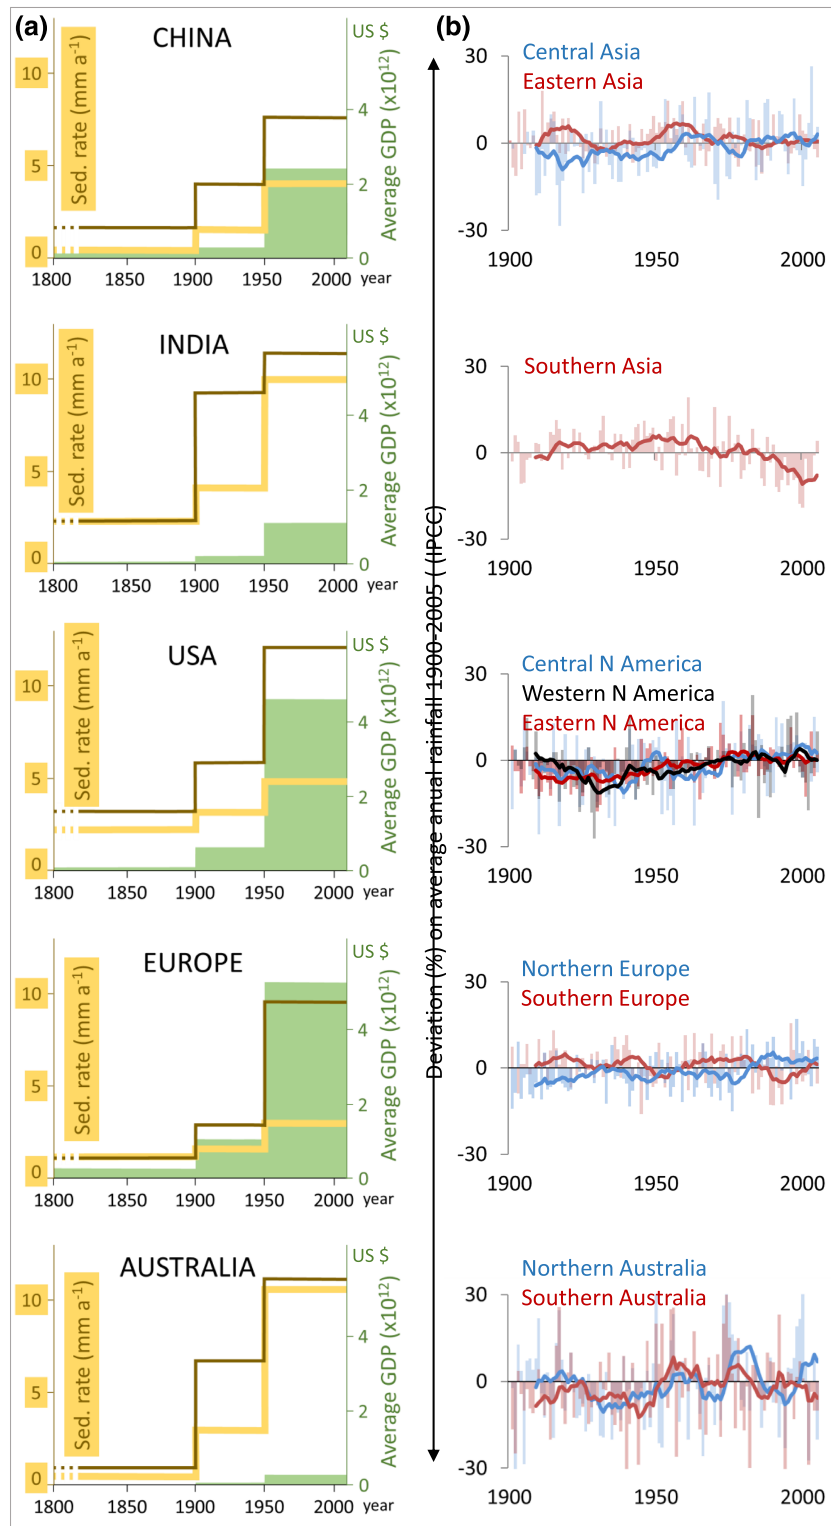 (a)
CHINA
Sed. rate (mm a-1)
10
5
0
US $
Average GDP (x10¹²)
4
2
0
1800 1850 1900 1950 2000 year
INDIA
Sed. rate (mm a-1)
10
5
0
US $
Average GDP (x10¹²)
4
2
0
1800 1850 1900 1950 2000 year
USA
Sed. rate (mm a-1)
10
5
0
US $
Average GDP (x10¹²)
4
2
0
1800 1850 1900 1950 2000 year
EUROPE
Sed. rate (mm a-1)
10
5
0
US $
Average GDP (x10¹²)
4
2
0
1800 1850 1900 1950 2000 year
AUSTRALIA
Sed. rate (mm a-1)
10
5
0
US $
Average GDP (x10¹²)
4
2
0
1800 1850 1900 1950 2000 year
(b)
Deviation (%) on average anual rainfall 1900-2005 ( (IPCC)
Central Asia
Eastern Asia
30
0
-30
1900 1950 2000
Southern Asia
30
0
-30
1900 1950 2000
Central N America
Western N America
Eastern N America
30
0
-30
1900 1950 2000
Northern Europe
Southern Europe
30
0
-30
1900 1950 2000
Northern Australia
Southern Australia
30
0
-30
1900 1950 2000